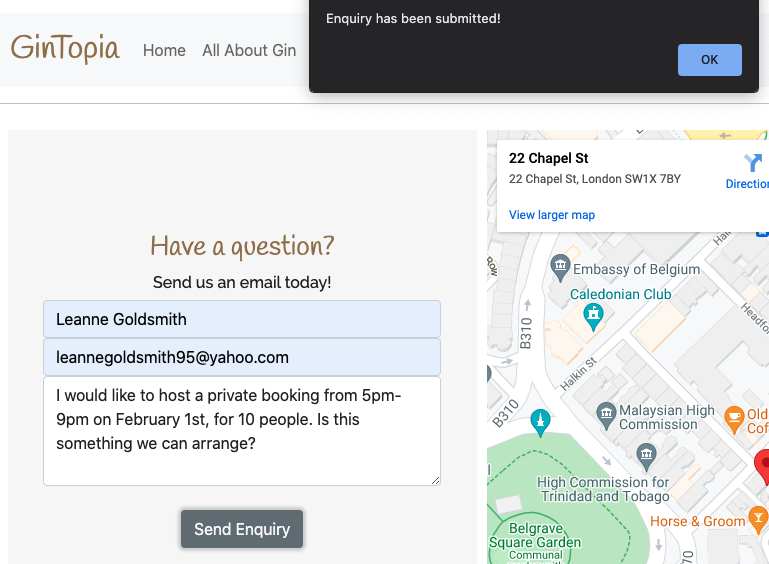 Enquiry has been submitted!
OK
GinTopia
Home
All About Gin
Have a question?
Send us an email today!
Leanne Goldsmith
leannegoldsmith95@yahoo.com
I would like to host a private booking from 5pm-
9pm on February 1st, for 10 people. Is this
something we can arrange?
Send Enquiry
22 Chapel St
22 Chapel St, London SW1X 7BY
Directio
View larger map
Row
Embassy of Belgium
Caledonian Club
B310
Halkin St
Headfo
B310
Malaysian High
Commission
Old
Cof
High Commission for
Trinidad and Tobago
Horse & Groom
Belgrave
Square Garden
Communal